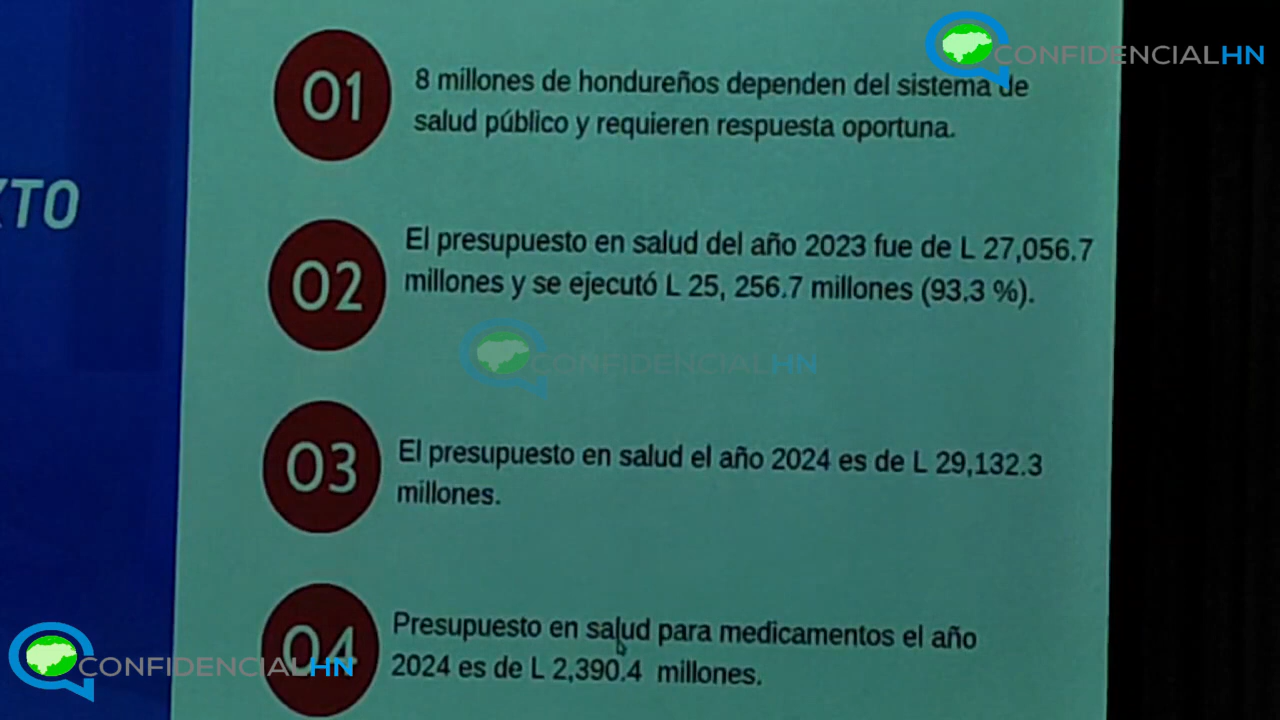 CONFIDENCIALHN
XTO
01
8 millones de hondureños dependen del sistema de
salud público y requieren respuesta oportuna.
02
El presupuesto en salud del año 2023 fue de L 27,056.7
millones y se ejecutó L 25, 256.7 millones (93.3 %).
CONFIDENCIALHN
03
El presupuesto en salud el año 2024 es de L 29,132.3
millones.
04
Presupuesto en salud para medicamentos el año
2024 es de L 2,390.4 millones.
CONFIDENCIALHN